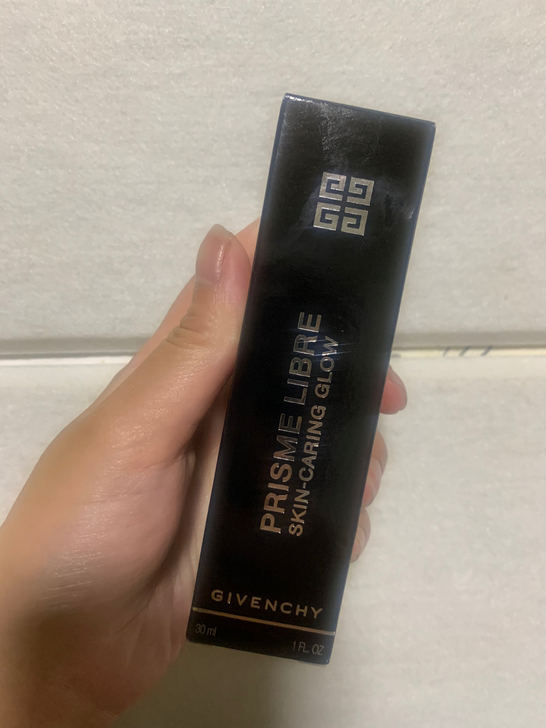 PRISME LIBRE
SKIN-CARING GLOW
GIVENCHY
30 ml
1 FL. OZ